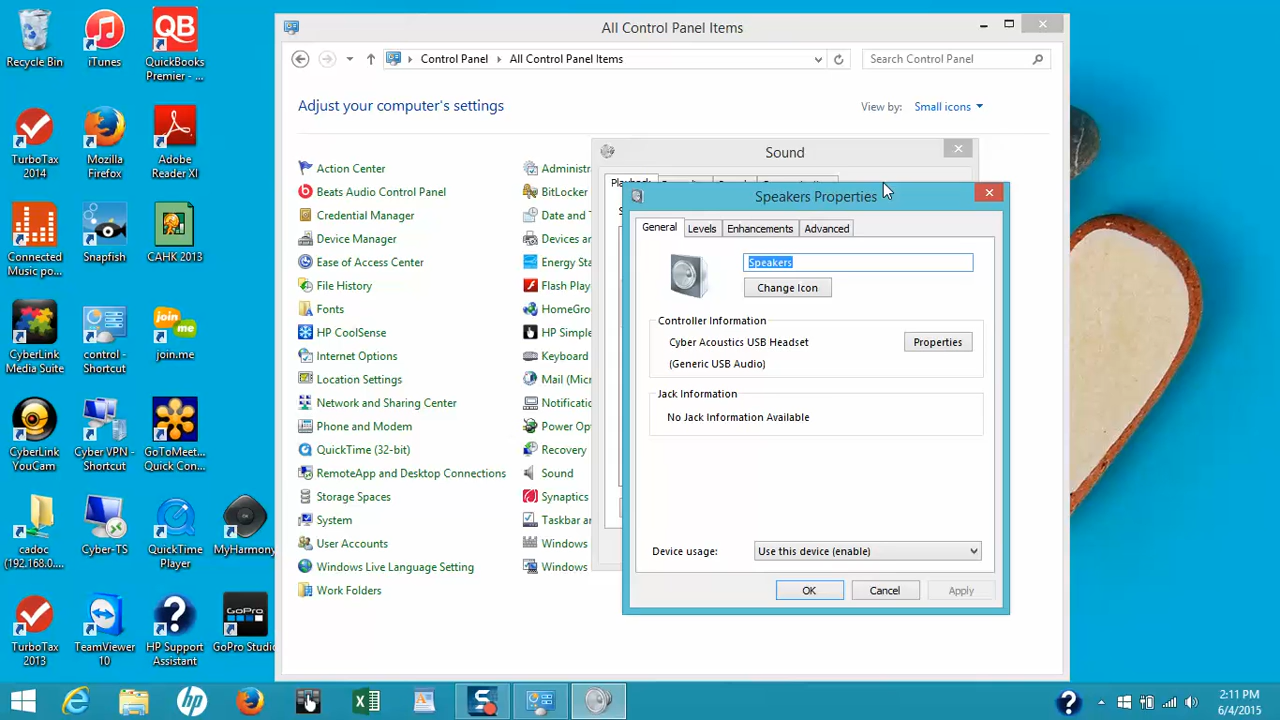 Recycle Bin
iTunes
QB
QuickBooks
Premier - ...
TurboTax
2014
Mozilla
Firefox
Adobe
Reader XI
Connected
Music po...
Snapfish
CAHK 2013
CyberLink
Media Suite
control -
Shortcut
join
me
join.me
CyberLink
YouCam
Cyber VPN -
Shortcut
GoToMeet...
Quick Con...
cadoc
(192.168.0....
Cyber-TS
QuickTime
Player
MyHarmony
TurboTax
2013
TeamViewer
10
HP Support
Assistant
GoPro
GoPro Studio
All Control Panel Items
Control Panel
All Control Panel Items
Search Control Panel
Adjust your computer's settings
View by:
Small icons
Action Center
Beats Audio Control Panel
Credential Manager
Device Manager
Ease of Access Center
File History
Fonts
HP CoolSense
Internet Options
Location Settings
Network and Sharing Center
Phone and Modem
QuickTime (32-bit)
RemoteApp and Desktop Connections
Storage Spaces
System
User Accounts
Windows Live Language Setting
Work Folders
Administr
BitLocker
Date and
Devices a
Energy Sta
Flash Play
HomeGro
HP Simple
Keyboard
Mail (Micr
Notificatio
Power Op
Recovery
Sound
Synaptics
Taskbar a
Windows
Windows
Sound
Speakers Properties
General
Levels
Enhancements
Advanced
Speakers
Change Icon
Controller Information
Cyber Acoustics USB Headset
Properties
(Generic USB Audio)
Jack Information
No Jack Information Available
Device usage:
Use this device (enable)
OK
Cancel
Apply
2:11 PM
6/4/2015